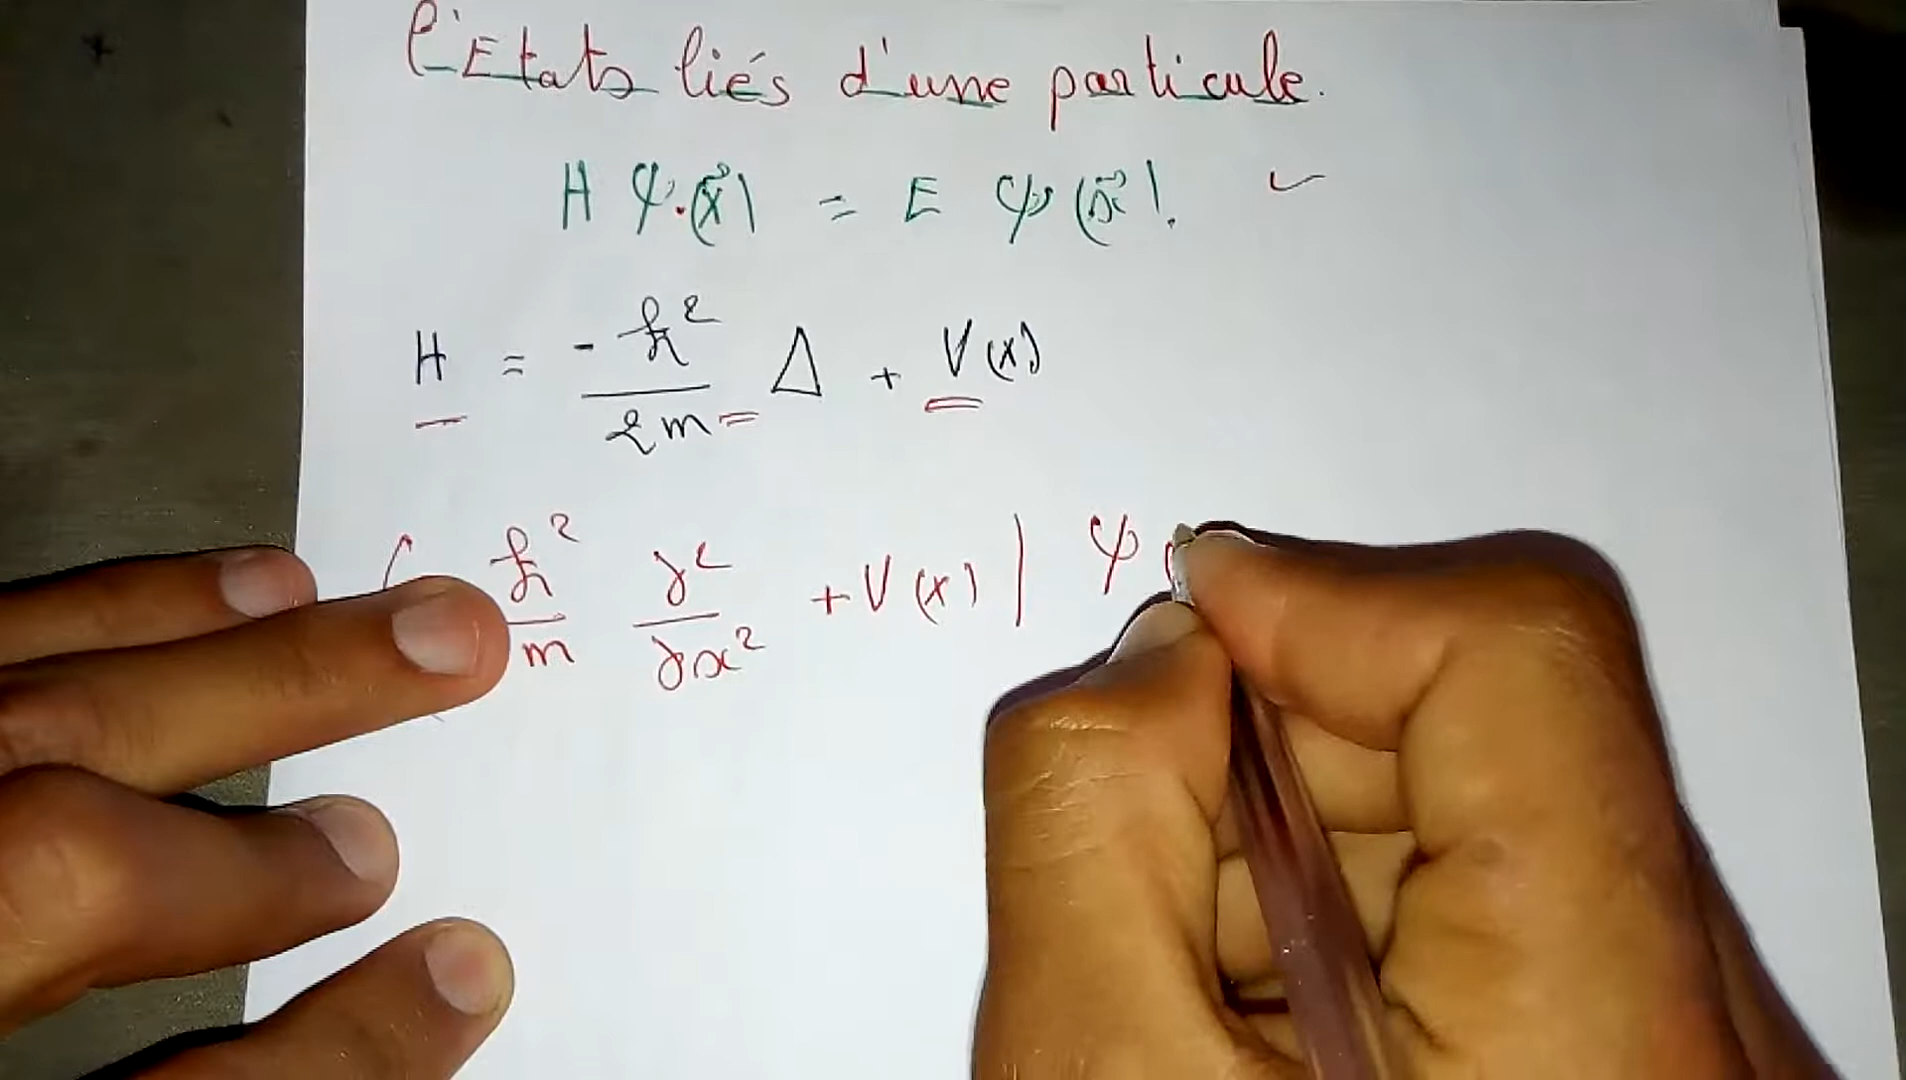 l'Etats liés d'une particule.
H ψ(x⃗) = E ψ(x⃗).
H = -ℏ²/2m Δ + V(x)
( ℏ²/m ∂²/∂x² + V(x) ) ψ (